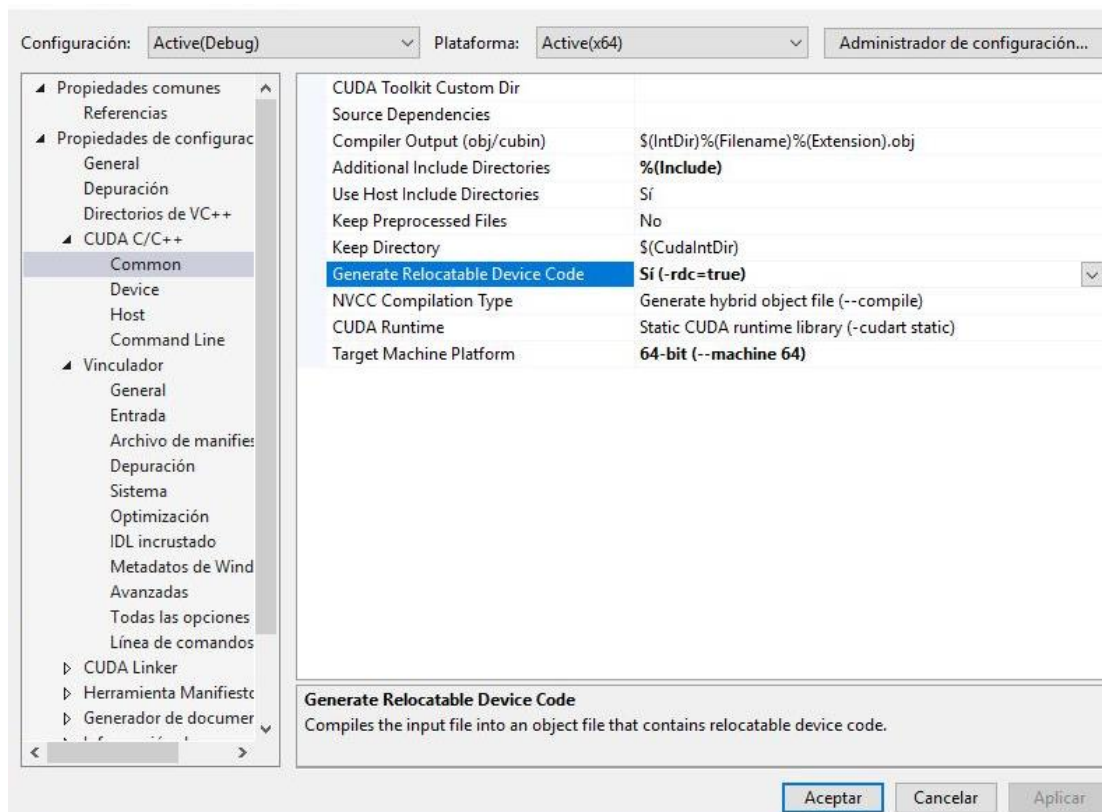 Configuración: Active(Debug) Plataforma: Active(x64) Administrador de configuración...
Propiedades comunes
Referencias
Propiedades de configurac
General
Depuración
Directorios de VC++
CUDA C/C++
Common
Device
Host
Command Line
Vinculador
General
Entrada
Archivo de manifies
Depuración
Sistema
Optimización
IDL incrustado
Metadatos de Wind
Avanzadas
Todas las opciones
Línea de comandos
CUDA Linker
Herramienta Manifiesto
Generador de documer
CUDA Toolkit Custom Dir
Source Dependencies
Compiler Output (obj/cubin) $(IntDir)%(Filename)%(Extension).obj
Additional Include Directories %(Include)
Use Host Include Directories Sí
Keep Preprocessed Files No
Keep Directory $(CudaIntDir)
Generate Relocatable Device Code Sí (-rdc=true)
NVCC Compilation Type Generate hybrid object file (--compile)
CUDA Runtime Static CUDA runtime library (-cudart static)
Target Machine Platform 64-bit (--machine 64)
Generate Relocatable Device Code
Compiles the input file into an object file that contains relocatable device code.
Aceptar Cancelar Aplicar